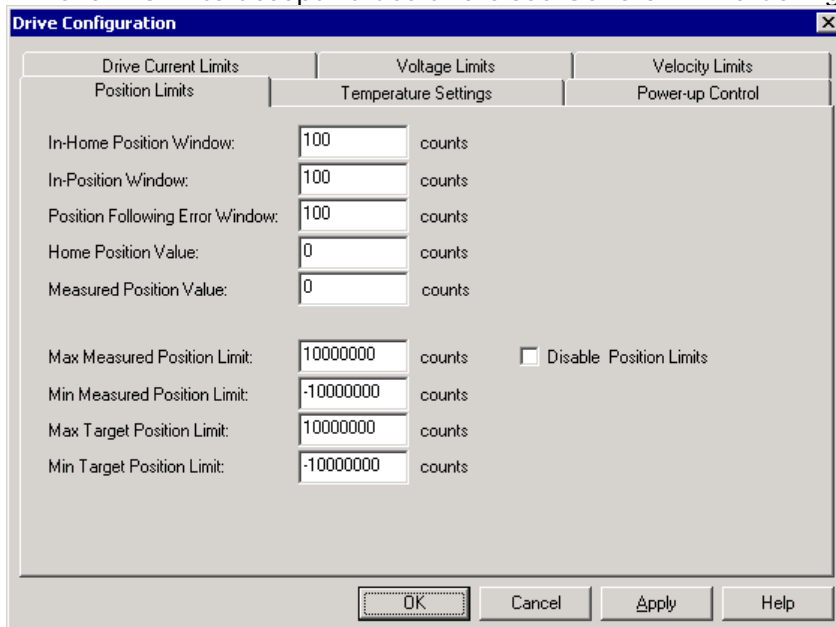 Drive Configuration
Drive Current Limits Voltage Limits Velocity Limits
Position Limits Temperature Settings Power-up Control
In-Home Position Window: 100 counts
In-Position Window: 100 counts
Position Following Error Window: 100 counts
Home Position Value: 0 counts
Measured Position Value: 0 counts
Max Measured Position Limit: 10000000 counts Disable Position Limits
Min Measured Position Limit: -10000000 counts
Max Target Position Limit: 10000000 counts
Min Target Position Limit: -10000000 counts
OK Cancel Apply Help